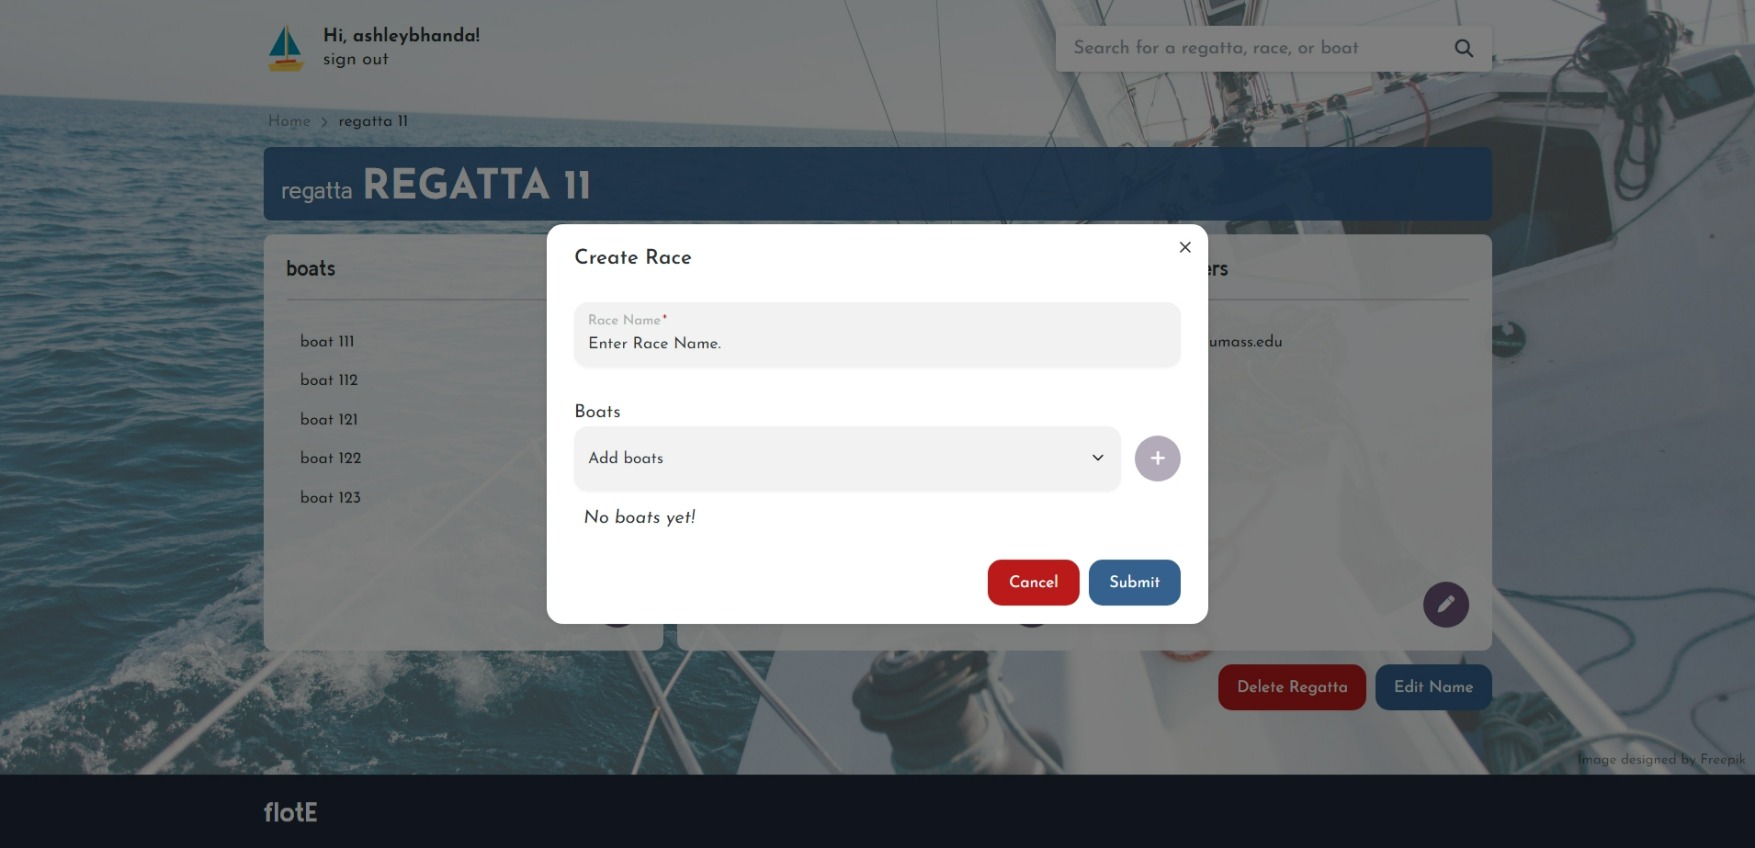 Hi, ashleybhanda!
sign out
Search for a regatta, race, or boat
Home > regatta 11
regatta REGATTA 11
boats
boat 111
boat 112
boat 121
boat 122
boat 123
Create Race
Race Name*
Enter Race Name.
Boats
Add boats
+
No boats yet!
Cancel
Submit
ers
umass.edu
Delete Regatta
Edit Name
Image designed by Freepik
flotE